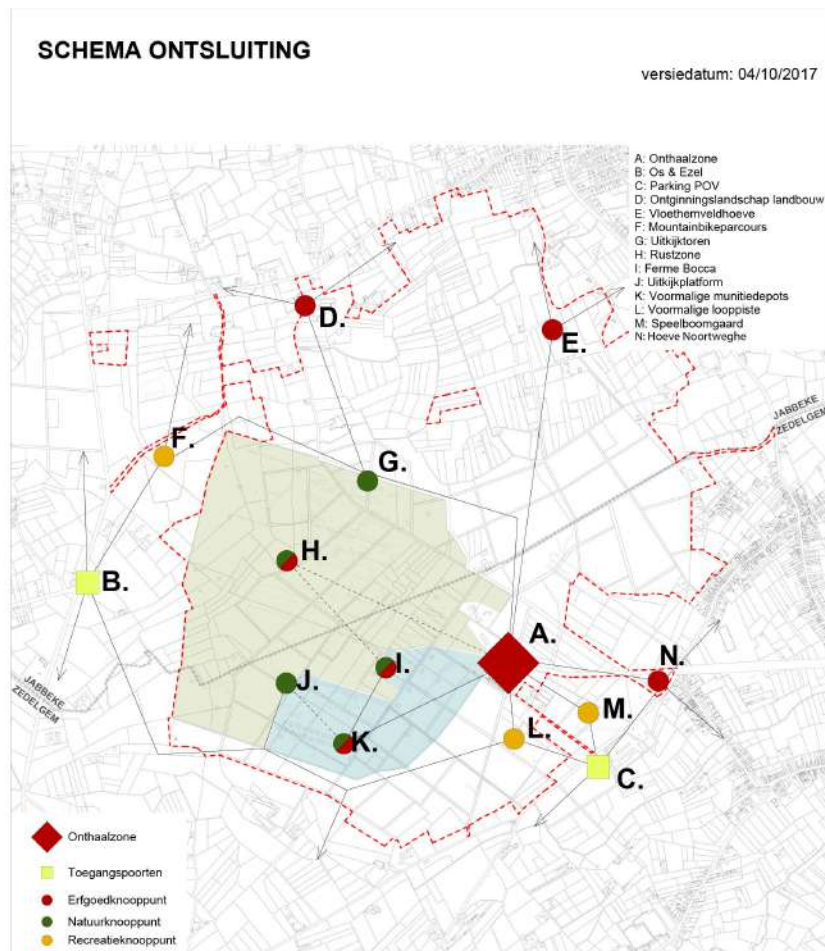 SCHEMA ONTSLUITING
versiedatum: 04/10/2017
A: Onthaalzone
B: Os & Ezel
C: Parking POV
D: Ontginningslandschap landbouw
E: Vloethemveldhoeve
F: Mountainbikeparcours
G: Uitkijktoren
H: Rustzone
I: Ferme Bocca
J: Uitkijkplatform
K: Voormalige munitiedepots
L: Voormalige looppiste
M: Speelboomgaard
N: Hoeve Noortweghe
D.
E.
JABBEKE
ZEDELGEM
F.
G.
H.
B.
A.
I.
N.
J.
JABBEKE
ZEDELGEM
M.
L.
K.
C.
Onthaalzone
Toegangspoorten
Erfgoedknooppunt
Natuurknooppunt
Recreatieknooppunt